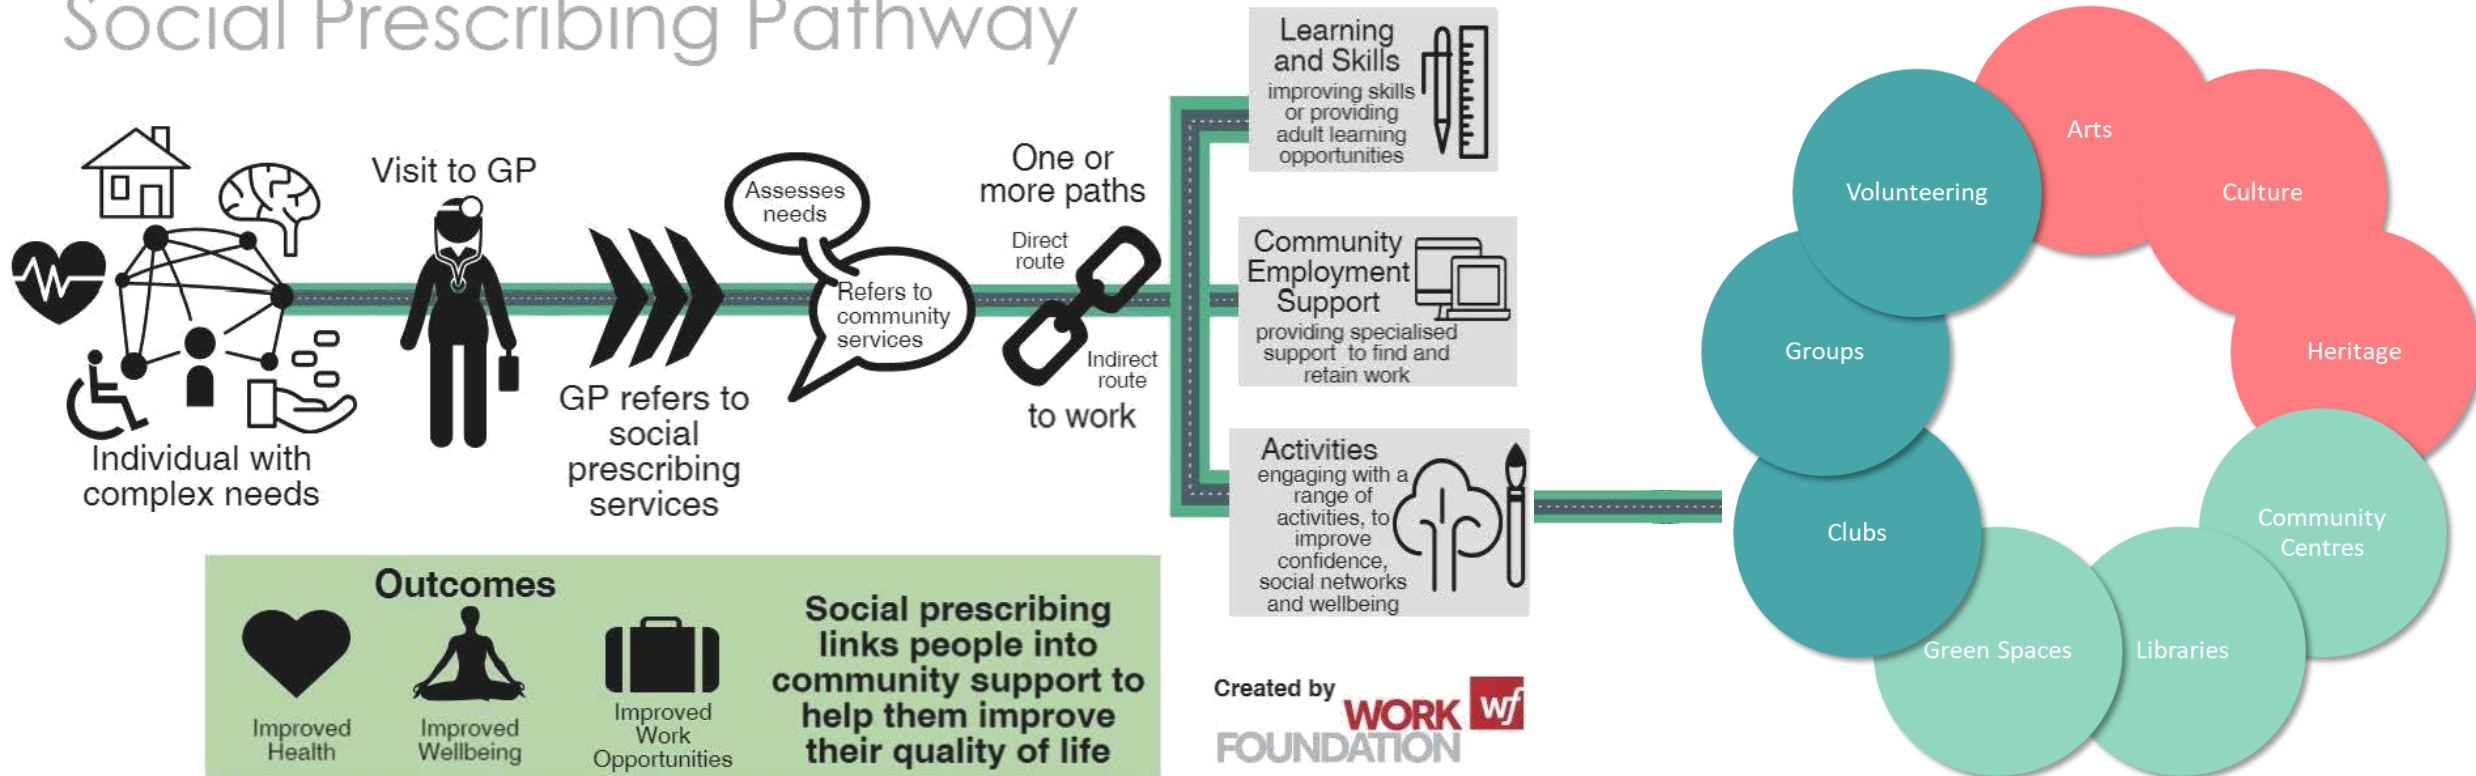 Social Prescribing Pathway
Individual with
complex needs
Visit to GP
GP refers to
social
prescribing
services
Assesses
needs
Refers to
community
services
One or
more paths
Direct
route
Indirect
route
to work
Learning
and Skills
improving skills
or providing
adult learning
opportunities
Community
Employment
Support
providing specialised
support to find and
retain work
Activities
engaging with a
range of
activities, to
improve
confidence,
social networks
and wellbeing
Arts
Culture
Heritage
Community
Centres
Libraries
Green Spaces
Clubs
Groups
Volunteering
Outcomes
Improved
Health
Improved
Wellbeing
Improved
Work
Opportunities
Social prescribing
links people into
community support to
help them improve
their quality of life
Created by
WORK
FOUNDATION
wf